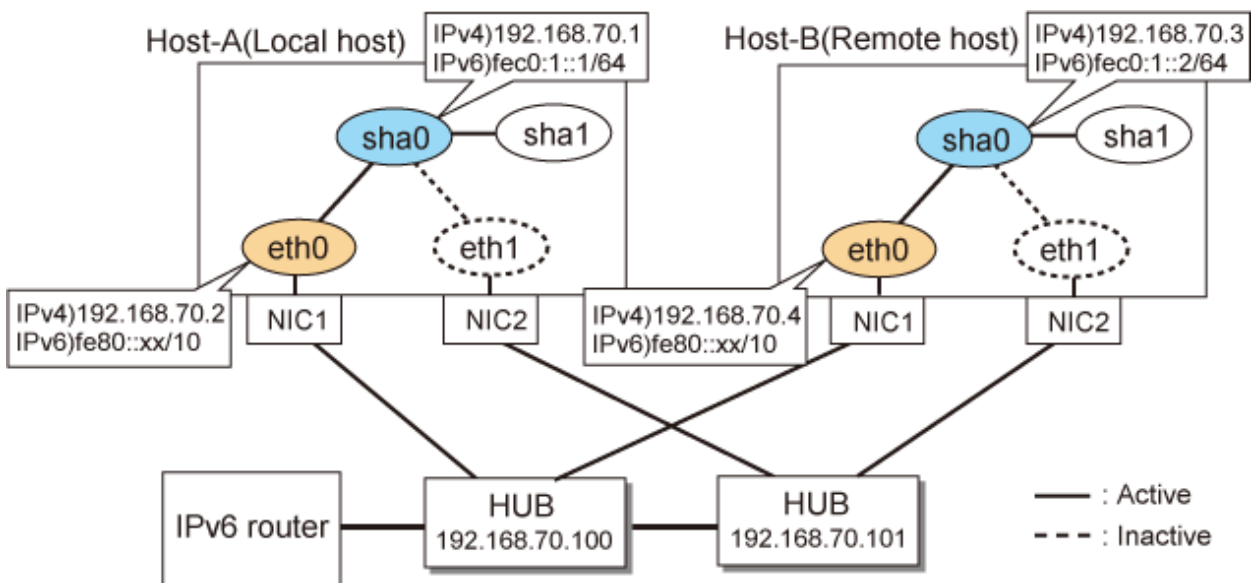 Host-A(Local host)
IPv4)192.168.70.1
IPv6)fec0:1::1/64
Host-B(Remote host)
IPv4)192.168.70.3
IPv6)fec0:1::2/64
sha0
sha1
sha0
sha1
eth0
eth1
eth0
eth1
IPv4)192.168.70.2
IPv6)fe80::xx/10
NIC1
NIC2
IPv4)192.168.70.4
IPv6)fe80::xx/10
NIC1
NIC2
IPv6 router
HUB
192.168.70.100
HUB
192.168.70.101
: Active
: Inactive